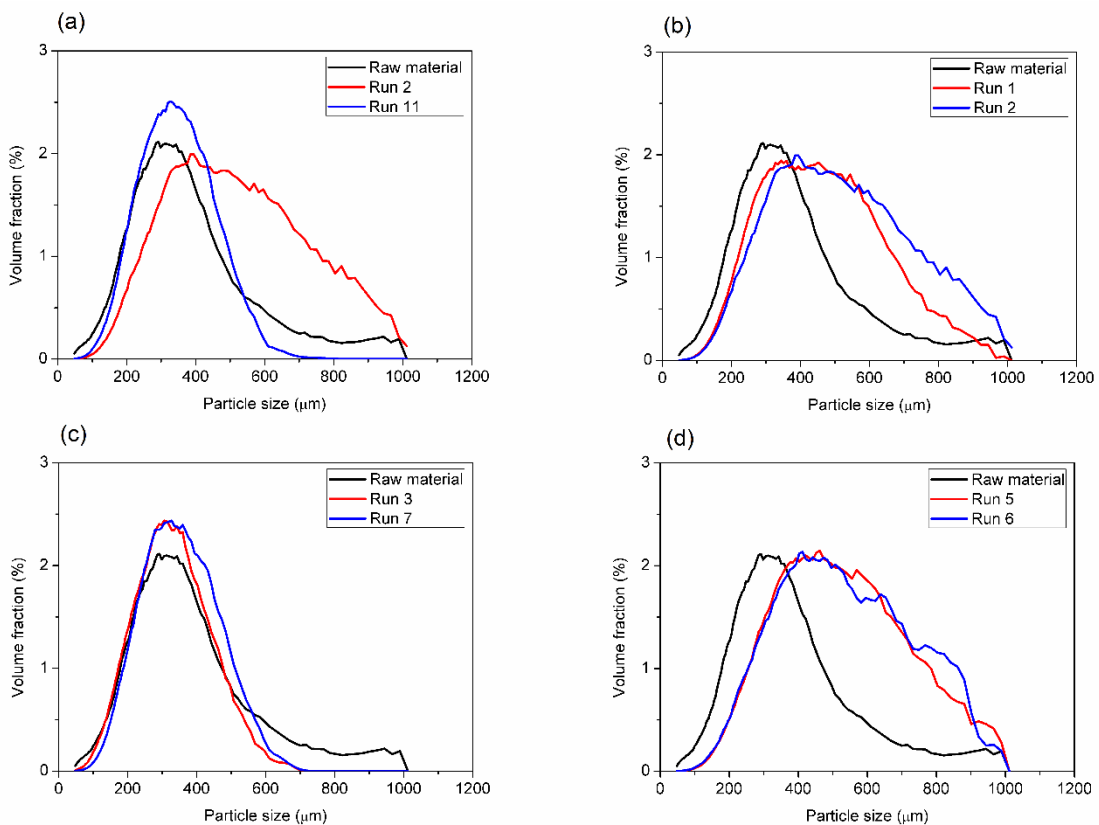 (a)
Raw material
Run 2
Run 11
Volume fraction (%)
3
2
1
0
0 200 400 600 800 1000 1200
Particle size (μm)
(b)
Raw material
Run 1
Run 2
Volume fraction (%)
3
2
1
0
0 200 400 600 800 1000 1200
Particle size (μm)
(c)
Raw material
Run 3
Run 7
Volume fraction (%)
3
2
1
0
0 200 400 600 800 1000 1200
Particle size (μm)
(d)
Raw material
Run 5
Run 6
Volume fraction (%)
3
2
1
0
0 200 400 600 800 1000 1200
Particle size (μm)